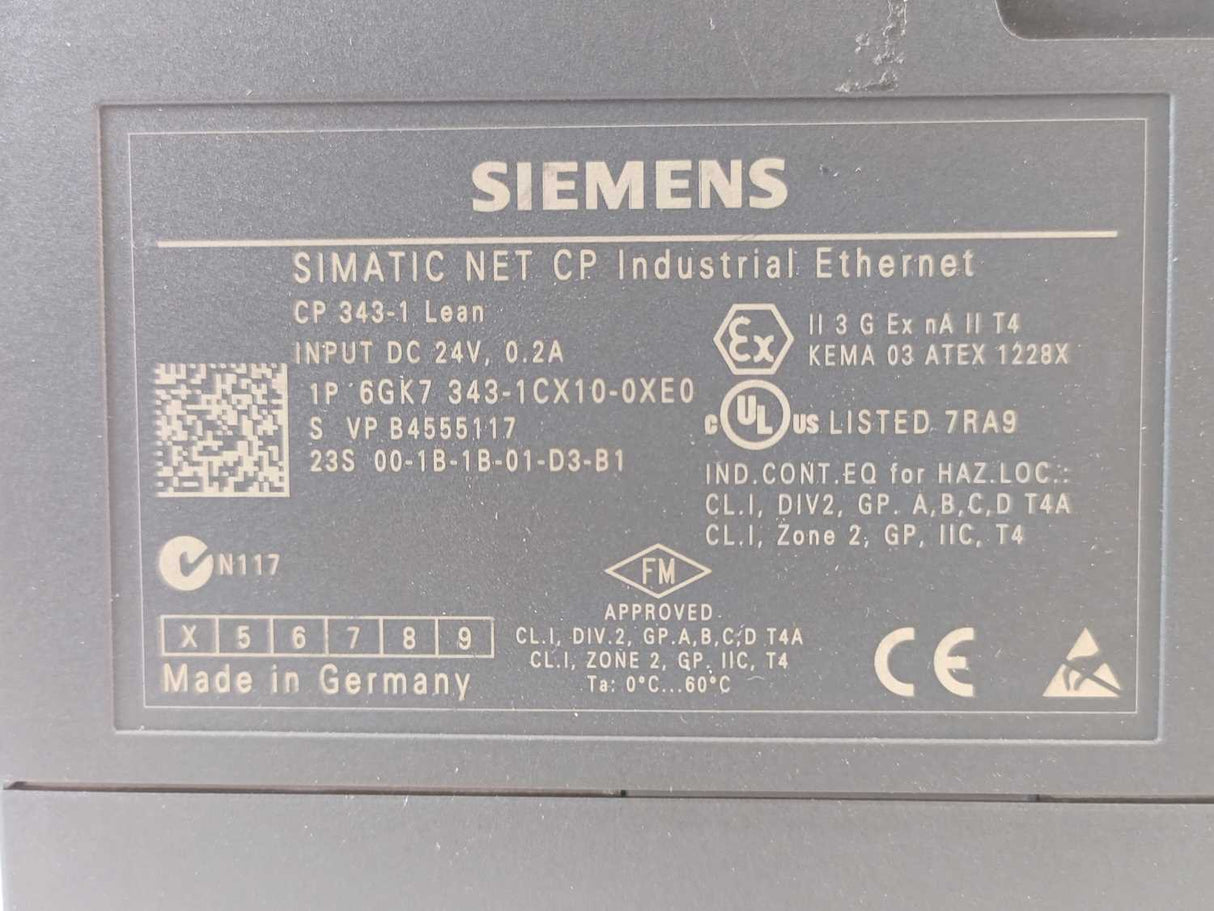 SIEMENS
SIMATIC NET CP Industrial Ethernet
CP 343-1 Lean
INPUT DC 24V, 0.2A
1P 6GK7 343-1CX10-0XE0
S VP B4555117
23S 00-1B-1B-01-D3-B1
Ex II 3 G Ex nA II T4
KEMA 03 ATEX 1228X
C UL US LISTED 7RA9
IND.CONT.EQ for HAZ.LOC.:
CL.I, DIV2, GP. A,B,C,D T4A
CL.I, Zone 2, GP, IIC, T4
N117
FM
APPROVED
CL.I, DIV.2, GP.A,B,C,D T4A
CL.I, ZONE 2, GP. IIC, T4
Ta: 0°C...60°C
X 5 6 7 8 9
Made in Germany
CE